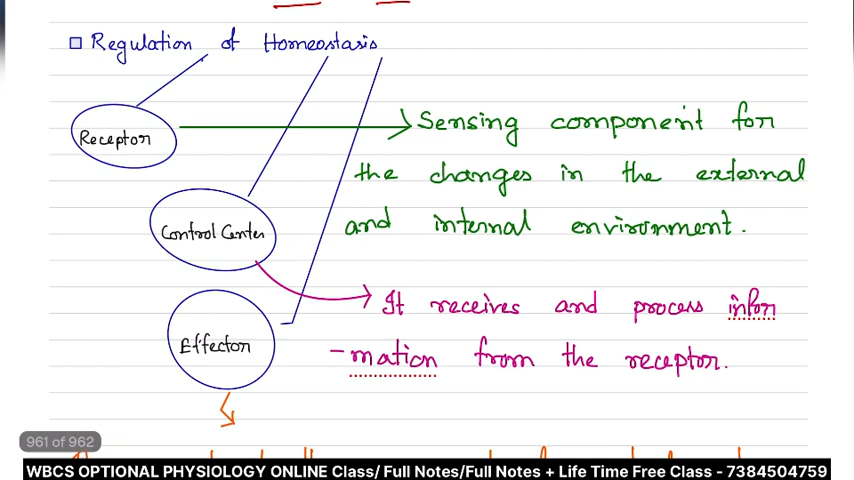 Regulation of Homeostasis
Receptor
Sensing component for
the changes in the external
and internal environment.
Control Center
It receives and process infor
-mation from the receptor.
Effector
961 of 962
WBCS OPTIONAL PHYSIOLOGY ONLINE Class/ Full Notes/Full Notes + Life Time Free Class - 7384504759